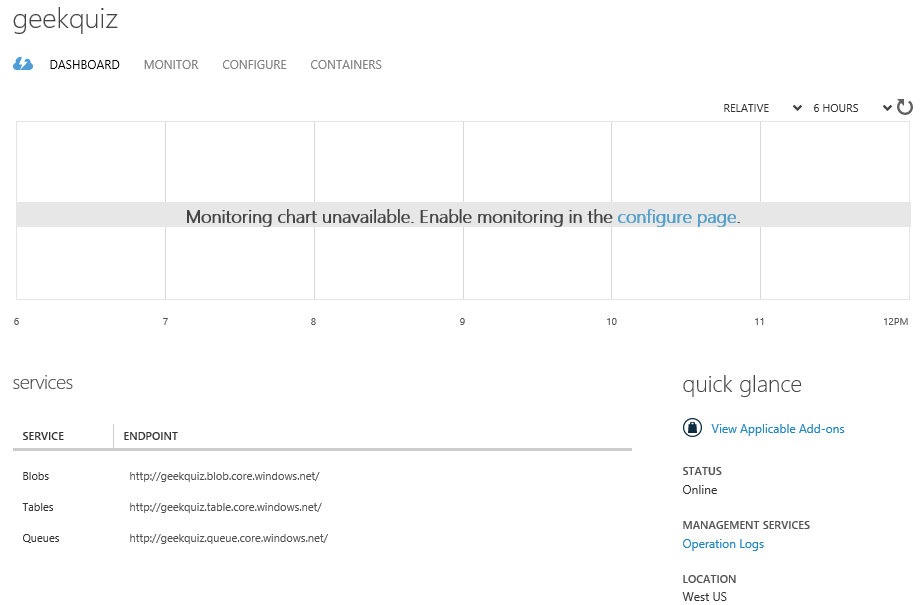 geekquiz
DASHBOARD MONITOR CONFIGURE CONTAINERS
RELATIVE 6 HOURS
Monitoring chart unavailable. Enable monitoring in the configure page.
6 7 8 9 10 11 12PM
services
SERVICE ENDPOINT
Blobs http://geekquiz.blob.core.windows.net/
Tables http://geekquiz.table.core.windows.net/
Queues http://geekquiz.queue.core.windows.net/
quick glance
View Applicable Add-ons
STATUS
Online
MANAGEMENT SERVICES
Operation Logs
LOCATION
West US